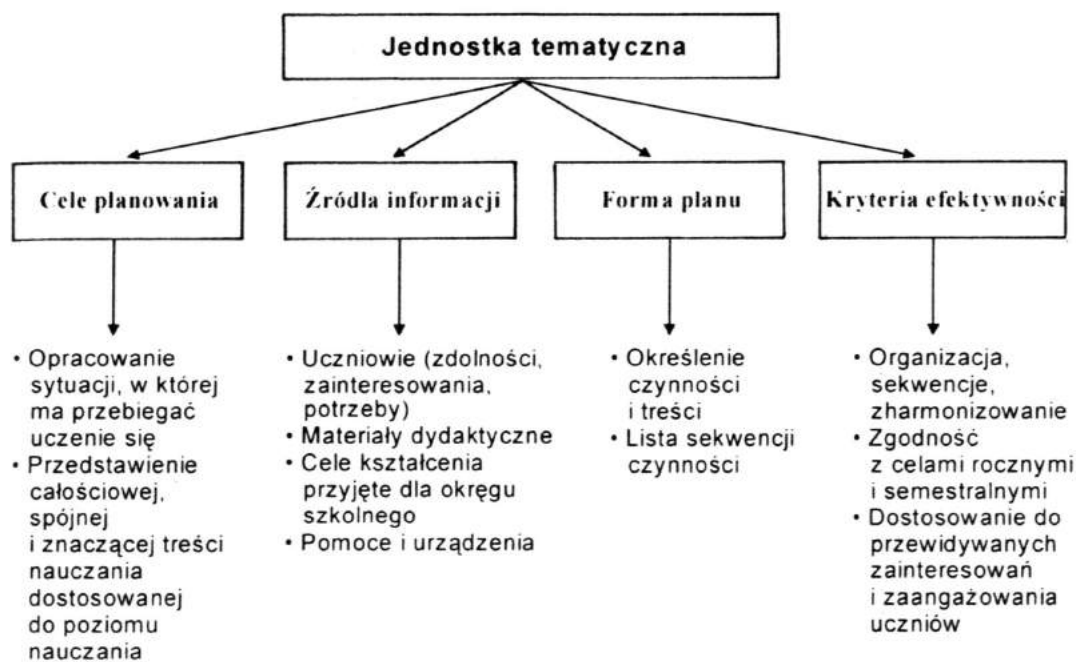 Jednostka tematyczna
Cele planowania
Źródla informacji
Forma planu
Kryteria efektywności
• Opracowanie
sytuacji, w której
ma przebiegać
uczenie się
• Przedstawienie
całościowej,
spójnej
i znaczącej treści
nauczania
dostosowanej
do poziomu
nauczania
• Uczniowie (zdolności,
zainteresowania,
potrzeby)
• Materiały dydaktyczne
• Cele kształcenia
przyjęte dla okręgu
szkolnego
• Pomoce i urządzenia
• Określenie
czynności
i treści
• Lista sekwencji
czynności
• Organizacja,
sekwencje,
zharmonizowanie
• Zgodność
z celami rocznymi
i semestralnymi
• Dostosowanie do
przewidywanych
zainteresowań
i zaangażowania
uczniów